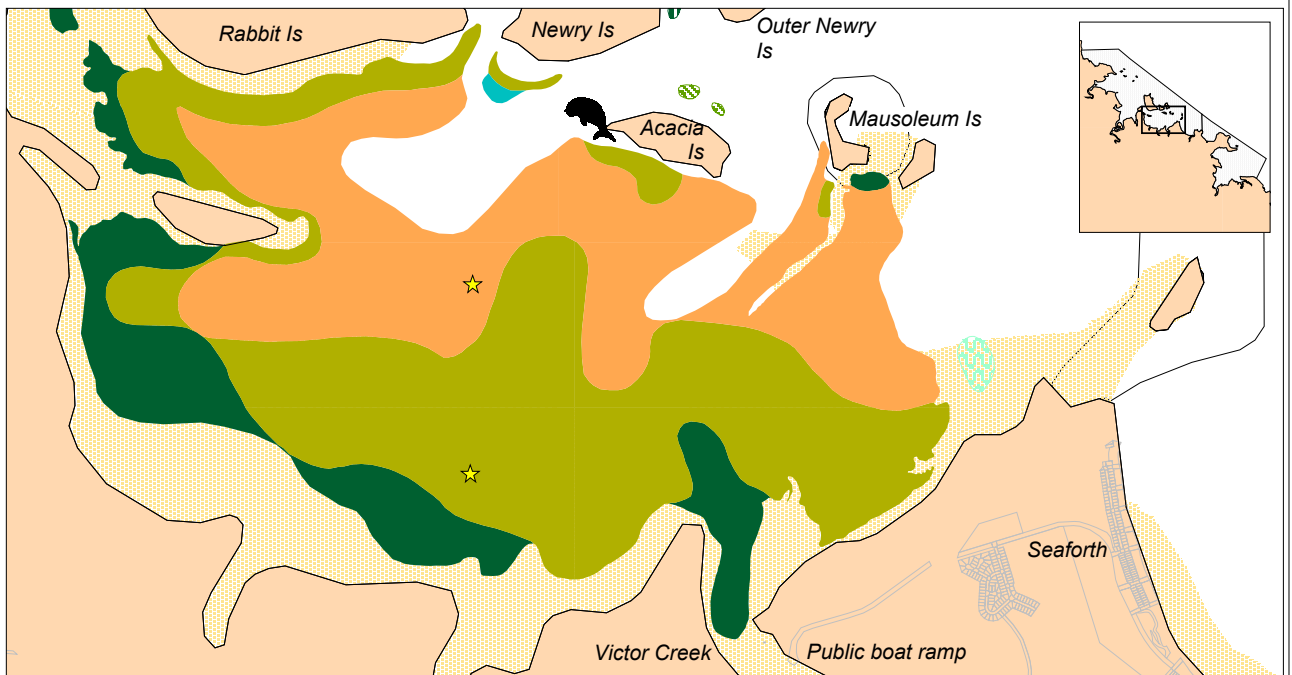 Rabbit Is
Newry Is
Outer Newry
Is
Acacia
Is
Mausoleum Is
Seaforth
Victor Creek
Public boat ramp